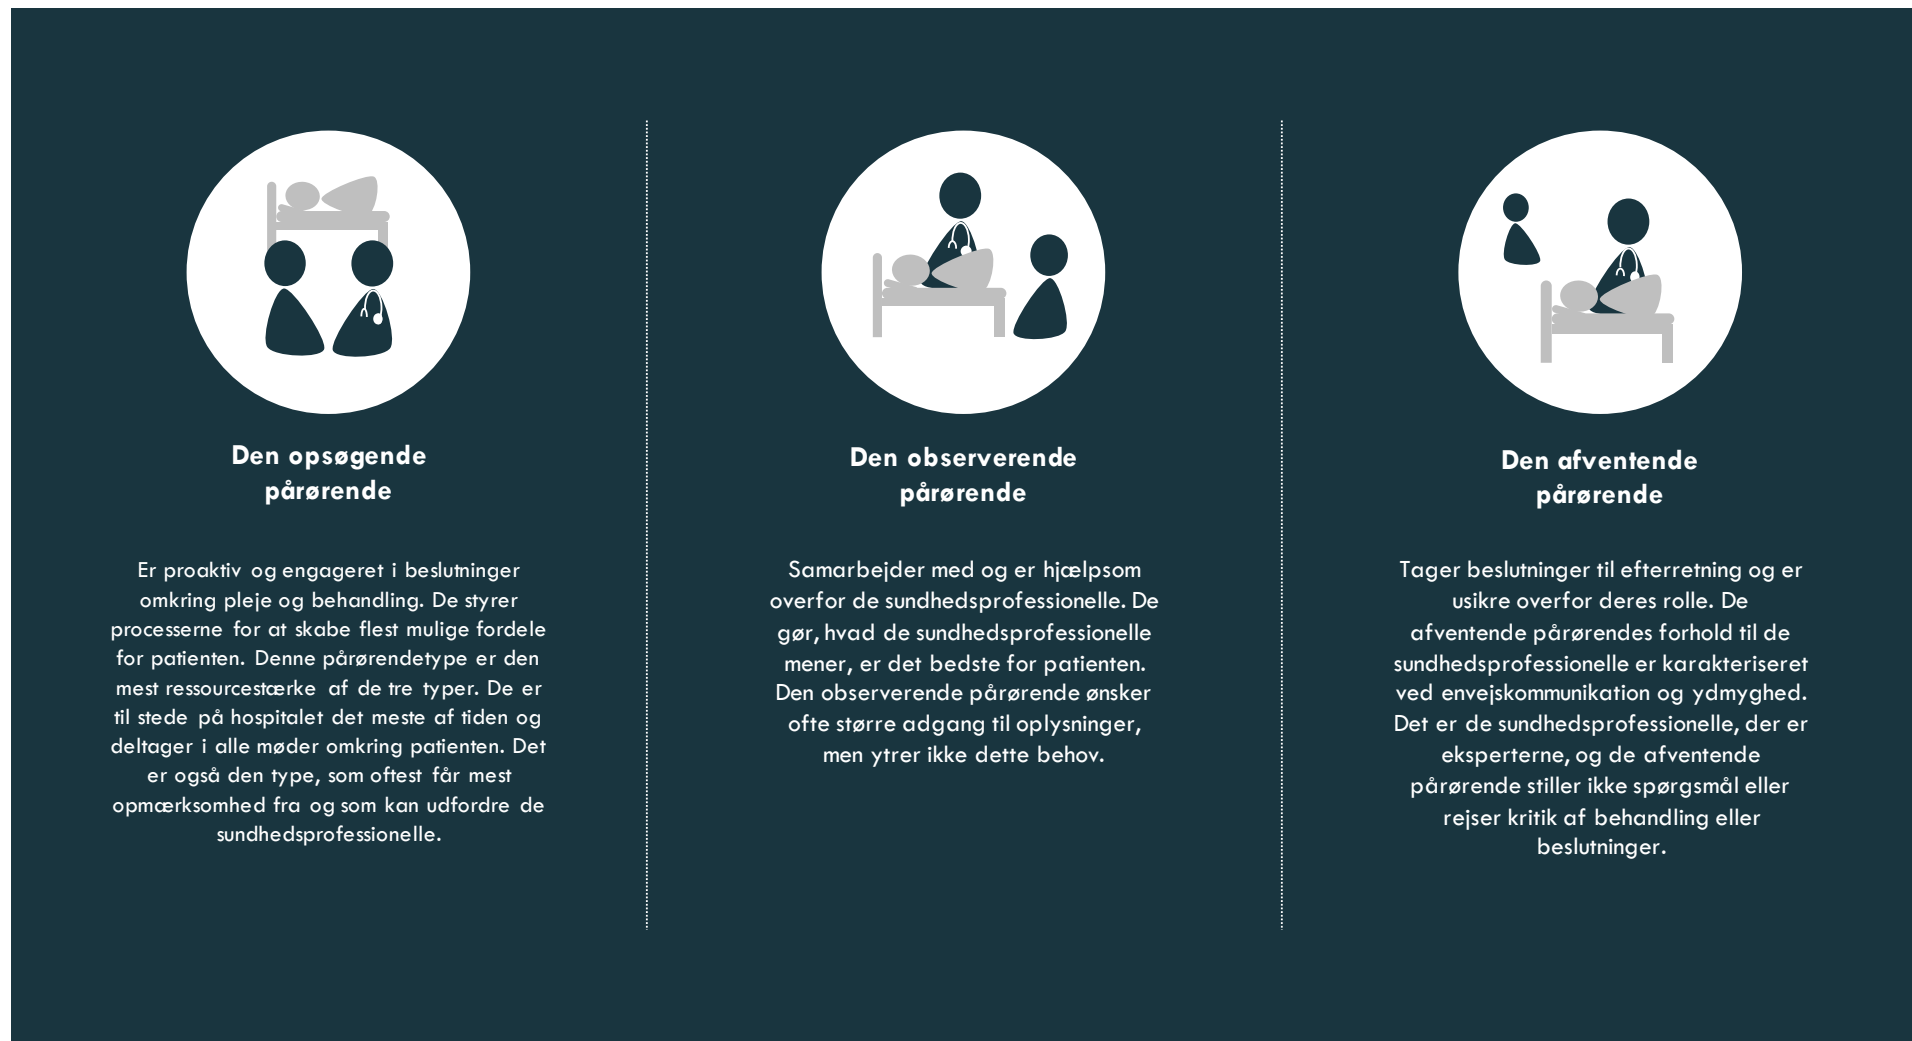 Den opsøgende
pårørende
Er proaktiv og engageret i beslutninger
omkring pleje og behandling. De styrer
processerne for at skabe flest mulige fordele
for patienten. Denne pårørendetype er den
mest ressourcestærke af de tre typer. De er
til stede på hospitalet det meste af tiden og
deltager i alle møder omkring patienten. Det
er også den type, som oftest får mest
opmærksomhed fra og som kan udfordre de
sundhedsprofessionelle.
Den observerende
pårørende
Samarbejder med og er hjælpsom
overfor de sundhedsprofessionelle. De
gør, hvad de sundhedsprofessionelle
mener, er det bedste for patienten.
Den observerende pårørende ønsker
ofte større adgang til oplysninger,
men ytrer ikke dette behov.
Den afventende
pårørende
Tager beslutninger til efterretning og er
usikre overfor deres rolle. De
afventende pårørendes forhold til de
sundhedsprofessionelle er karakteriseret
ved envejskommunikation og ydmyghed.
Det er de sundhedsprofessionelle, der er
eksperterne, og de afventende
pårørende stiller ikke spørgsmål eller
rejser kritik af behandling eller
beslutninger.